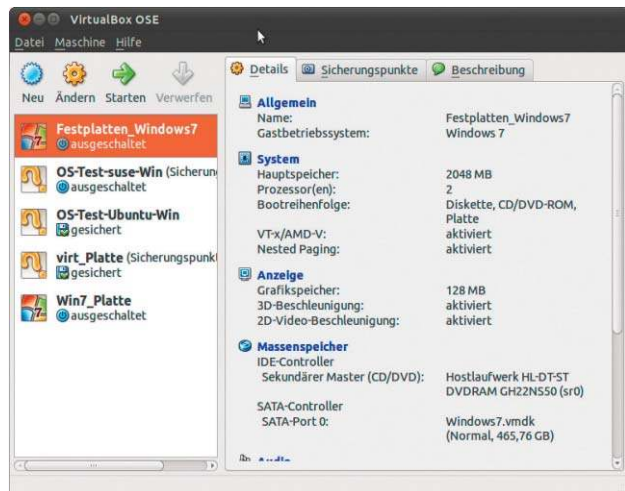 VirtualBox OSE
Datei Maschine Hilfe
Neu Ändern Starten Verwerfen
Festplatten_Windows7
ausgeschaltet
OS-Test-suse-Win (Sicherun
ausgeschaltet
OS-Test-Ubuntu-Win
gesichert
virt_Platte (Sicherungspunkt
gesichert
Win7_Platte
ausgeschaltet
Details Sicherungspunkte Beschreibung
Allgemein
Name: Festplatten_Windows7
Gastbetriebssystem: Windows 7
System
Hauptspeicher: 2048 MB
Prozessor(en): 2
Bootreihenfolge: Diskette, CD/DVD-ROM,
Platte
VT-x/AMD-V: aktiviert
Nested Paging: aktiviert
Anzeige
Grafikspeicher: 128 MB
3D-Beschleunigung: aktiviert
2D-Video-Beschleunigung: aktiviert
Massenspeicher
IDE-Controller
Sekundärer Master (CD/DVD): Hostlaufwerk HL-DT-ST
DVDRAM GH22NS50 (sr0)
SATA-Controller
SATA-Port 0: Windows7.vmdk
(Normal, 465,76 GB)